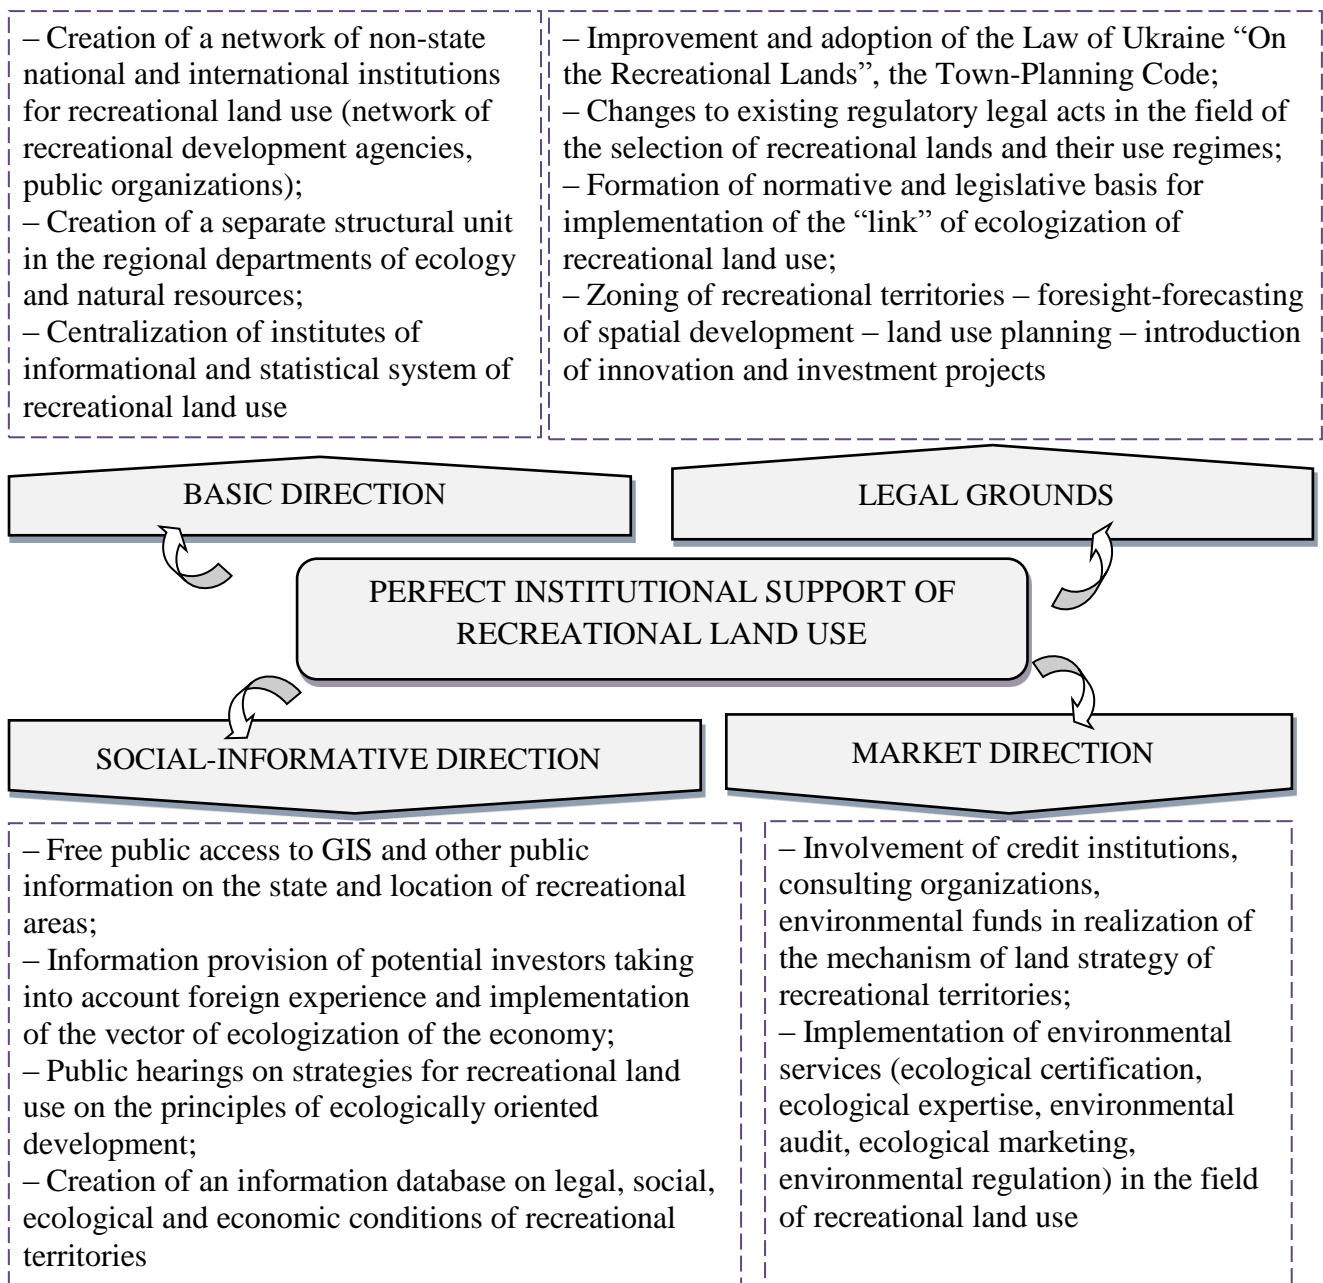 – Creation of a network of non-state
national and international institutions
for recreational land use (network of
recreational development agencies,
public organizations);
– Creation of a separate structural unit
in the regional departments of ecology
and natural resources;
– Centralization of institutes of
informational and statistical system of
recreational land use
– Improvement and adoption of the Law of Ukraine “On
the Recreational Lands”, the Town-Planning Code;
– Changes to existing regulatory legal acts in the field of
the selection of recreational lands and their use regimes;
– Formation of normative and legislative basis for
implementation of the “link” of ecologization of
recreational land use;
– Zoning of recreational territories – foresight-forecasting
of spatial development – land use planning – introduction
of innovation and investment projects
BASIC DIRECTION
LEGAL GROUNDS
PERFECT INSTITUTIONAL SUPPORT OF
RECREATIONAL LAND USE
SOCIAL-INFORMATIVE DIRECTION
MARKET DIRECTION
– Free public access to GIS and other public
information on the state and location of recreational
areas;
– Information provision of potential investors taking
into account foreign experience and implementation
of the vector of ecologization of the economy;
– Public hearings on strategies for recreational land
use on the principles of ecologically oriented
development;
– Creation of an information database on legal, social,
ecological and economic conditions of recreational
territories
– Involvement of credit institutions,
consulting organizations,
environmental funds in realization of
the mechanism of land strategy of
recreational territories;
– Implementation of environmental
services (ecological certification,
ecological expertise, environmental
audit, ecological marketing,
environmental regulation) in the field
of recreational land use